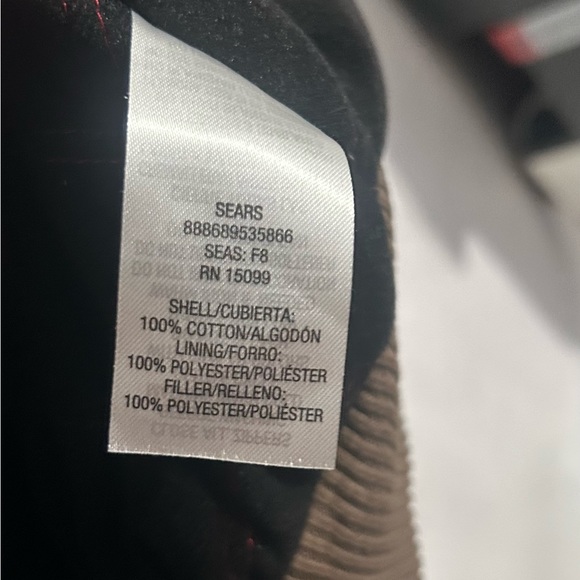 SEARS
888689535866
SEAS: F8
RN 15099
SHELL/CUBIERTA:
100% COTTON/ALGODÓN
LINING/FORRO:
100% POLYESTER/POLIÉSTER
FILLER/RELLENO:
100% POLYESTER/POLIÉSTER